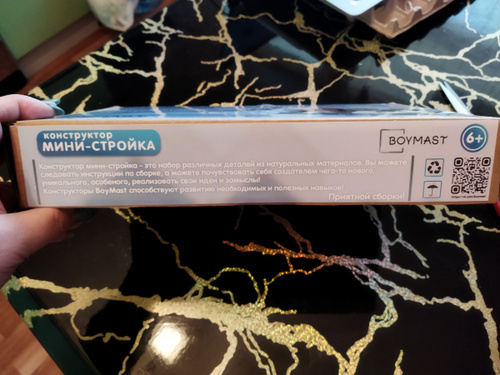 конструктор
МИНИ-СТРОЙКА
BOYMAST
6+
Конструктор мини-стройка - это набор различных деталей из натуральных материалов. Вы можете
следовать инструкции по сборке, а можете почувствовать себя создателем чего-то нового,
уникального, особеного, реализовать свои идеи и замыслы!
Конструкторы BoyMast способствуют развитию необходимых и полезных навыков!
Приятной сборки!